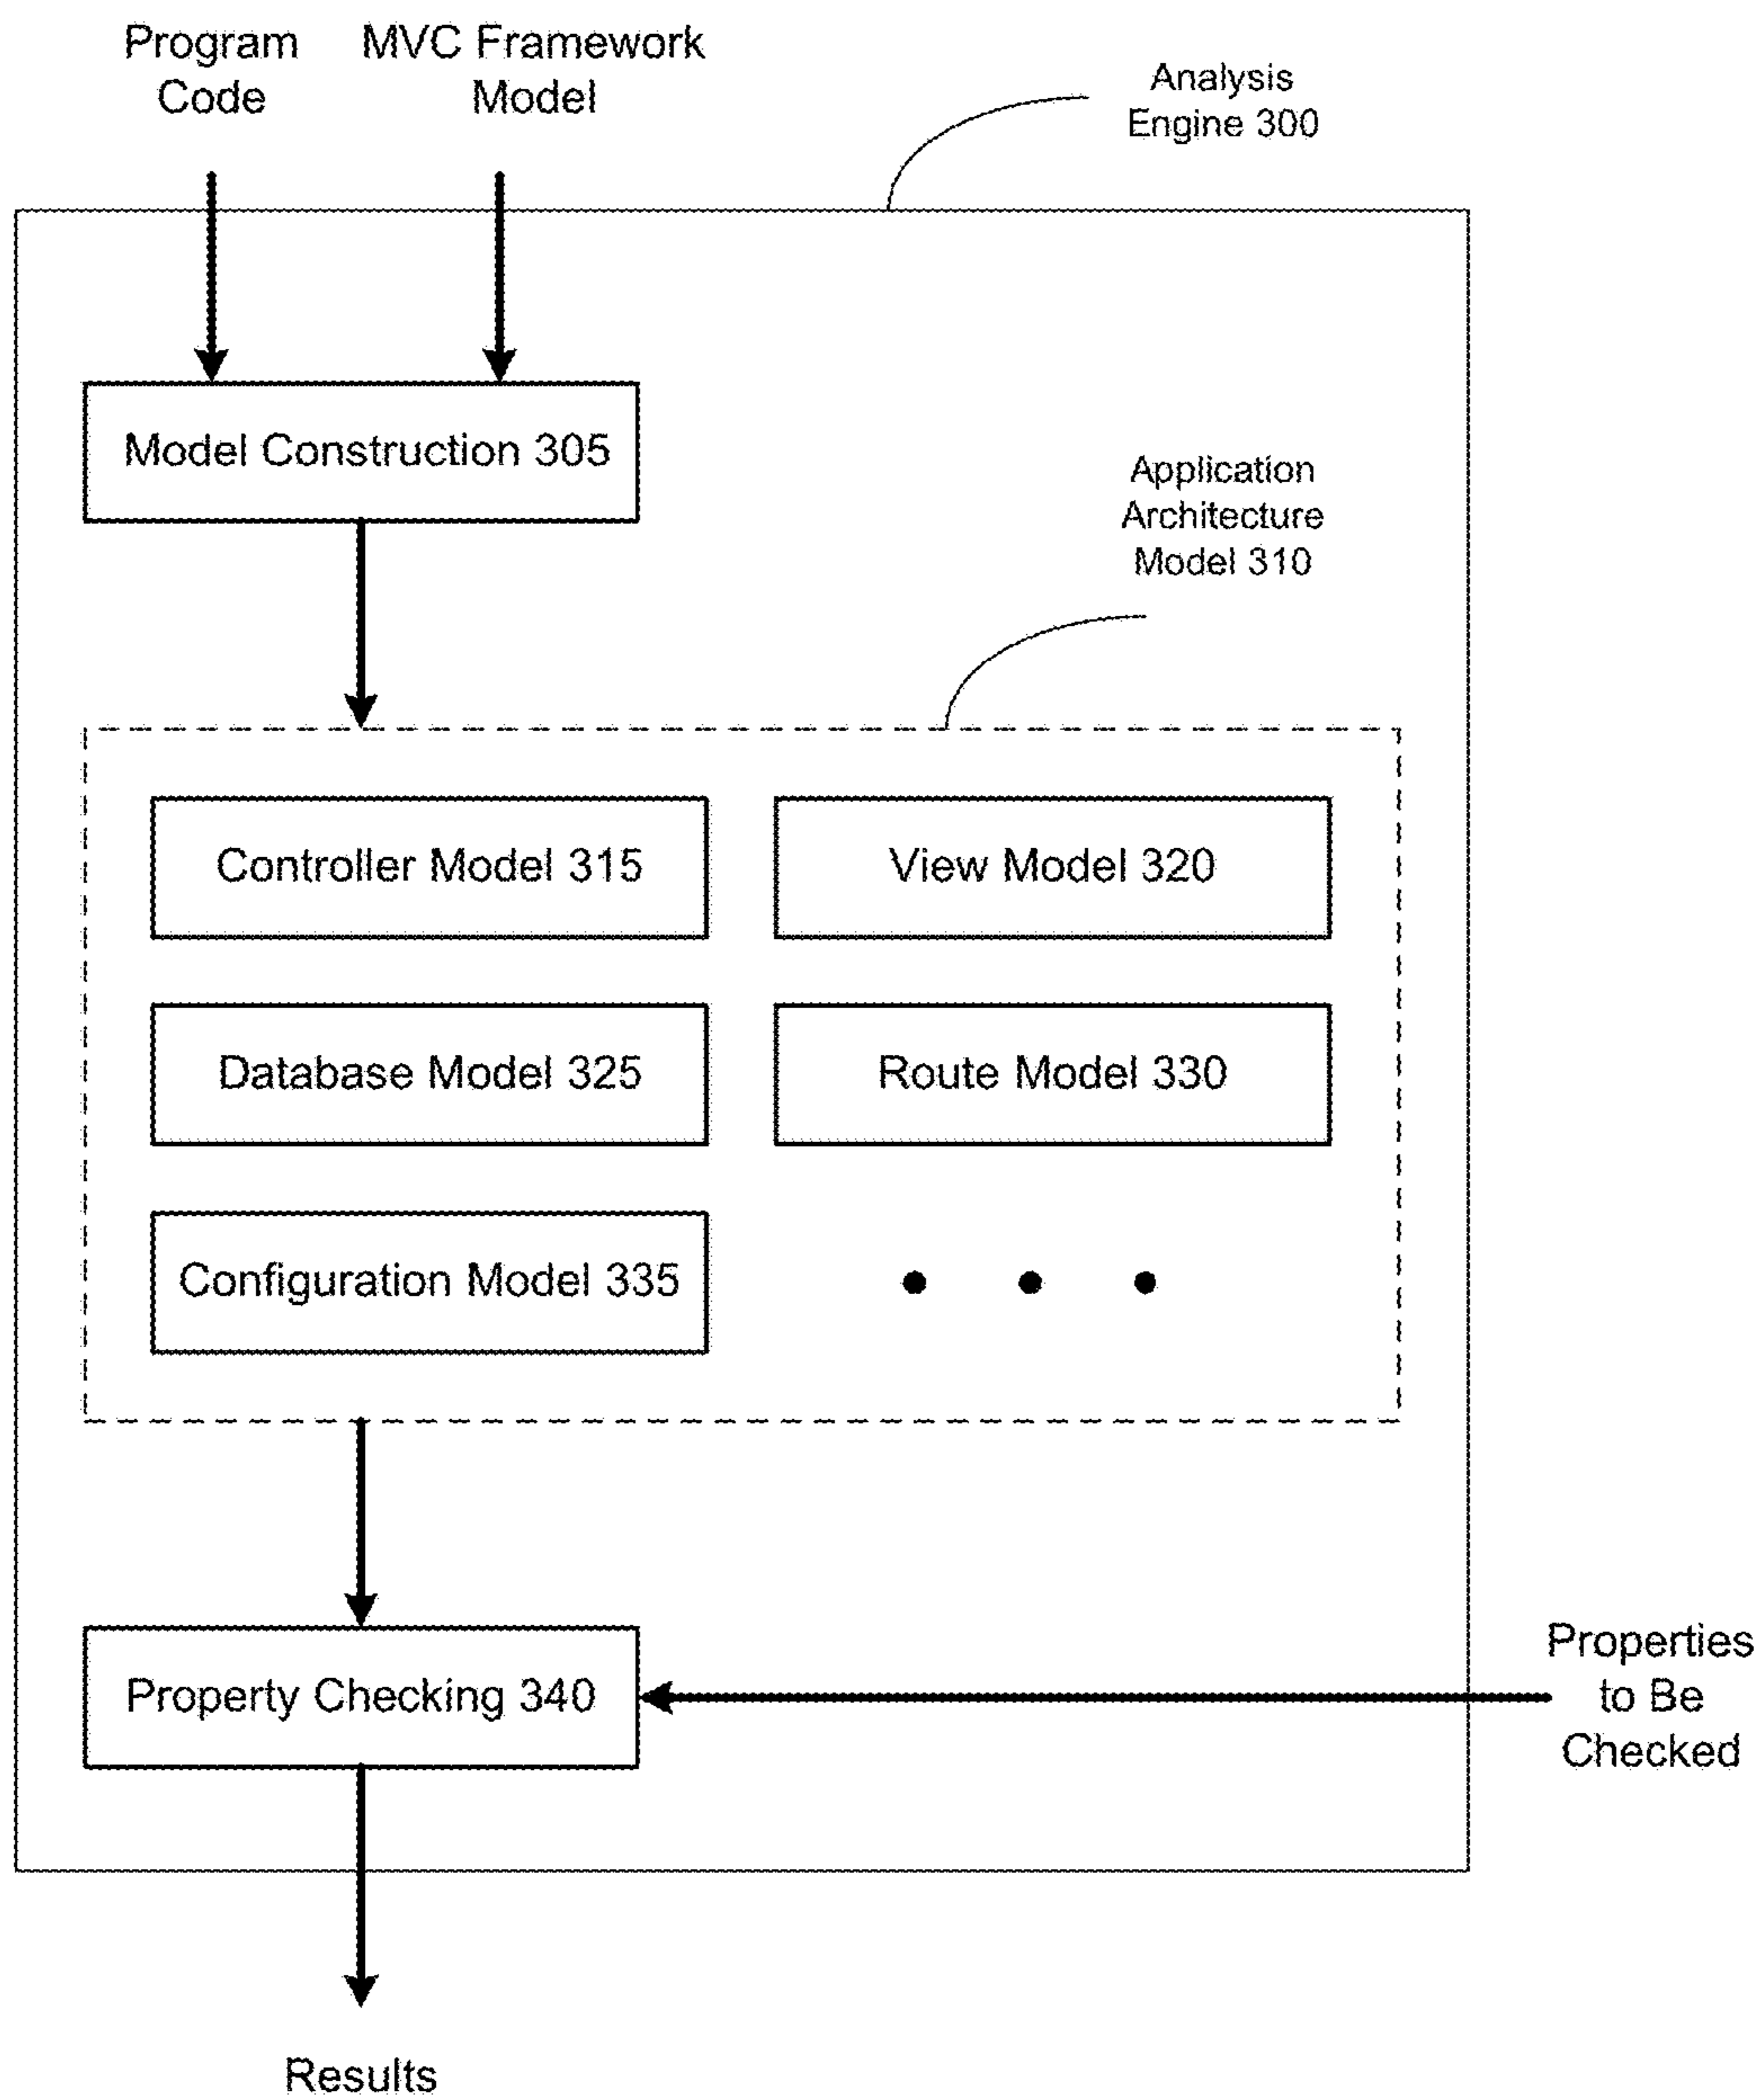 Program
Code
MVC Framework
Model
Analysis
Engine 300
Model Construction 305
Application
Architecture
Model 310
Controller Model 315
View Model 320
Database Model 325
Route Model 330
Configuration Model 335
Property Checking 340
Properties
to Be
Checked
Results